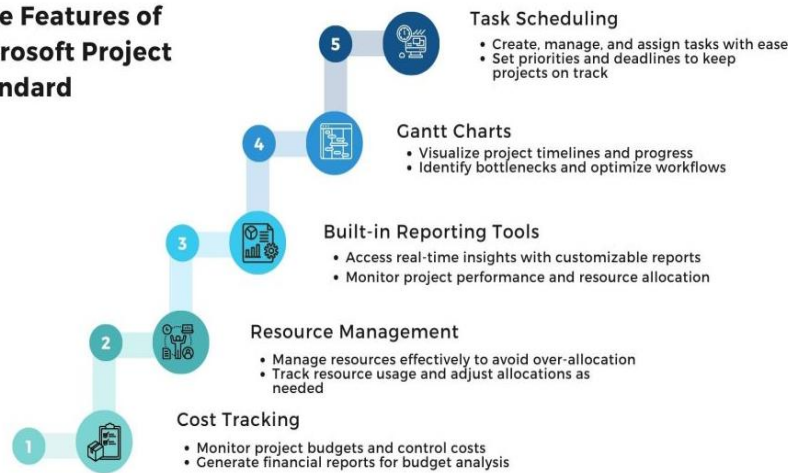 e Features of
rosoft Project
ndard
5
Task Scheduling
• Create, manage, and assign tasks with ease
• Set priorities and deadlines to keep
projects on track
4
Gantt Charts
• Visualize project timelines and progress
• Identify bottlenecks and optimize workflows
3
Built-in Reporting Tools
• Access real-time insights with customizable reports
• Monitor project performance and resource allocation
2
Resource Management
• Manage resources effectively to avoid over-allocation
• Track resource usage and adjust allocations as
needed
1
Cost Tracking
• Monitor project budgets and control costs
• Generate financial reports for budget analysis